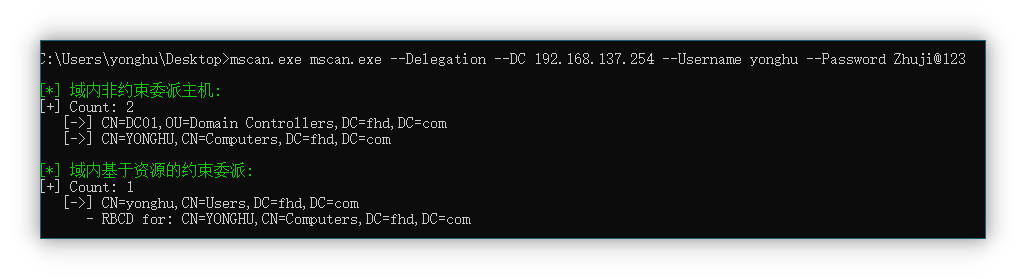 C:\Users\yonghu\Desktop>mscan.exe mscan.exe --Delegation --DC 192.168.137.254 --Username yonghu --Password Zhuji@123
[*] 域内非约束委派主机:
[+] Count: 2
[->] CN=DC01,OU=Domain Controllers,DC=fhd,DC=com
[->] CN=YONGHU,CN=Computers,DC=fhd,DC=com
[*] 域内基于资源的约束委派:
[+] Count: 1
[->] CN=yonghu,CN=Users,DC=fhd,DC=com
- RBCD for: CN=YONGHU,CN=Computers,DC=fhd,DC=com